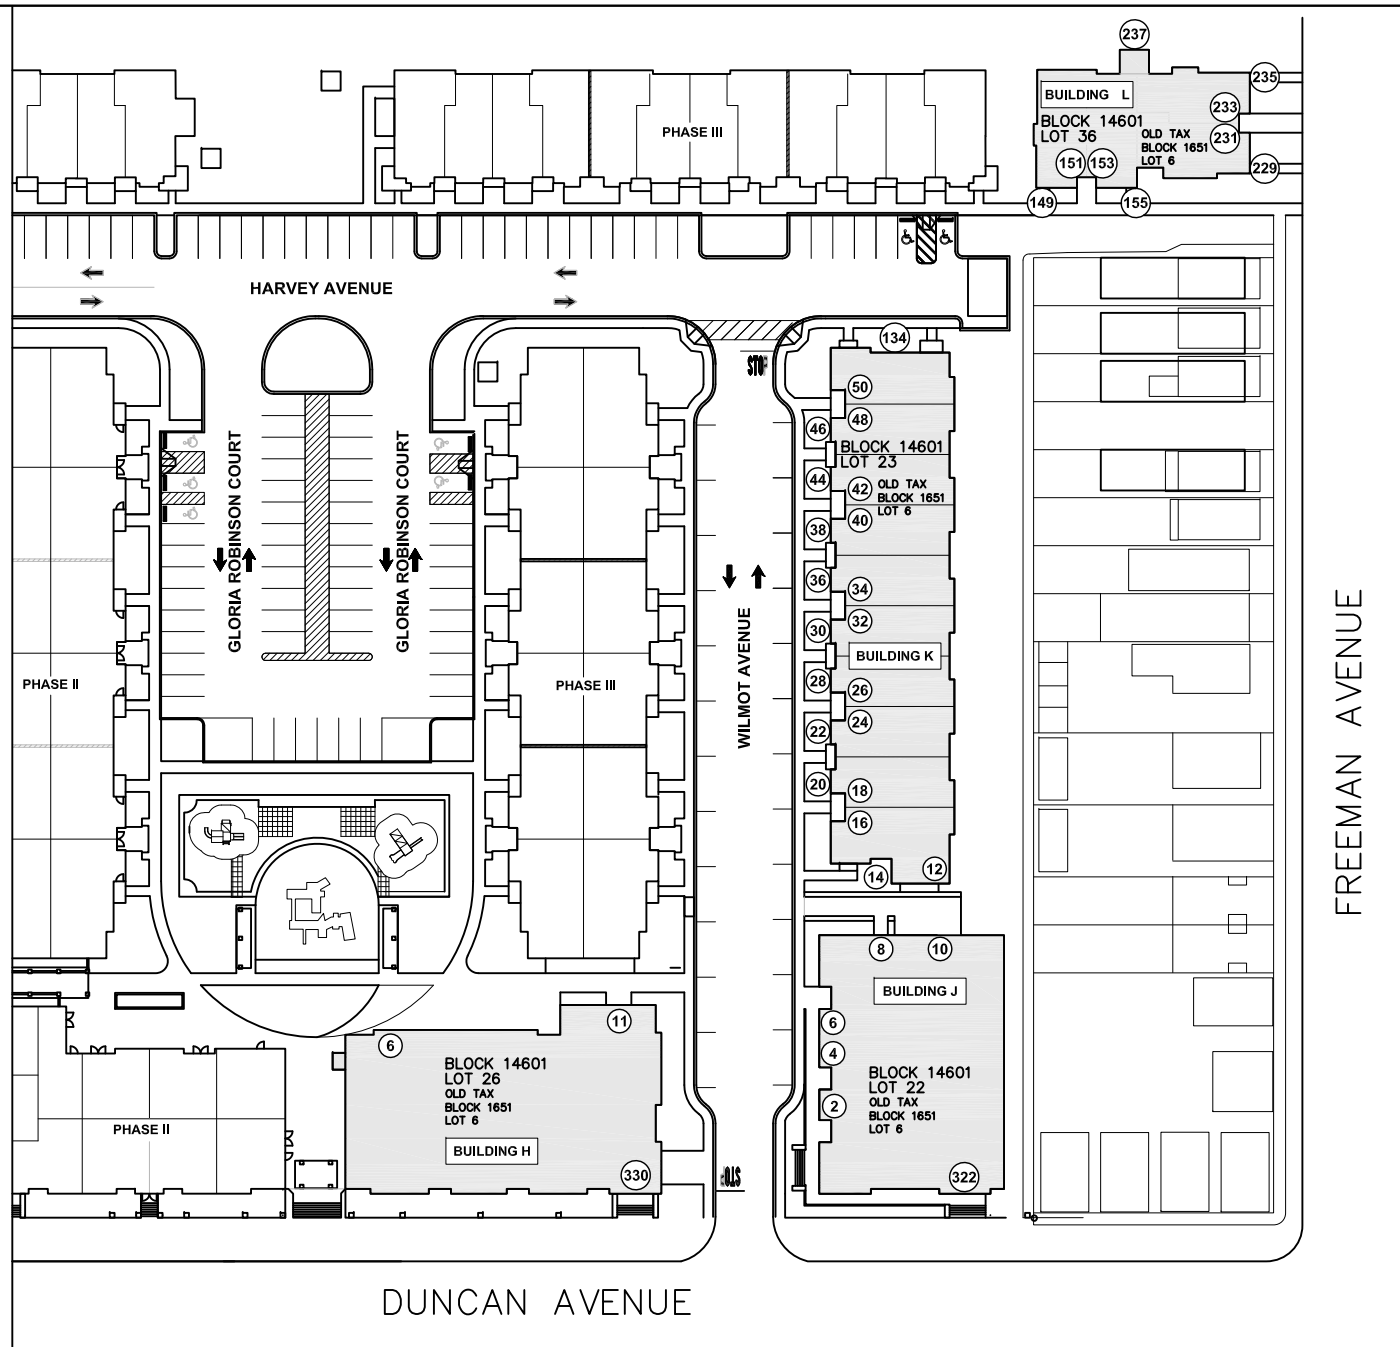 237
235
BUILDING L
233
BLOCK 14601
LOT 36
OLD TAX
BLOCK 1651
LOT 6
231
151
153
229
149
155
PHASE III
HARVEY AVENUE
134
STOP
50
48
46
BLOCK 14601
LOT 23
44
42
OLD TAX
BLOCK 1651
LOT 6
40
38
36
34
32
30
BUILDING K
28
26
24
22
20
18
16
14
12
GLORIA ROBINSON COURT
GLORIA ROBINSON COURT
WILMOT AVENUE
PHASE II
PHASE III
FREEMAN AVENUE
8
10
BUILDING J
6
4
2
BLOCK 14601
LOT 22
OLD TAX
BLOCK 1651
LOT 6
322
11
6
BLOCK 14601
LOT 26
OLD TAX
BLOCK 1651
LOT 6
BUILDING H
330
PHASE II
STOP
DUNCAN AVENUE